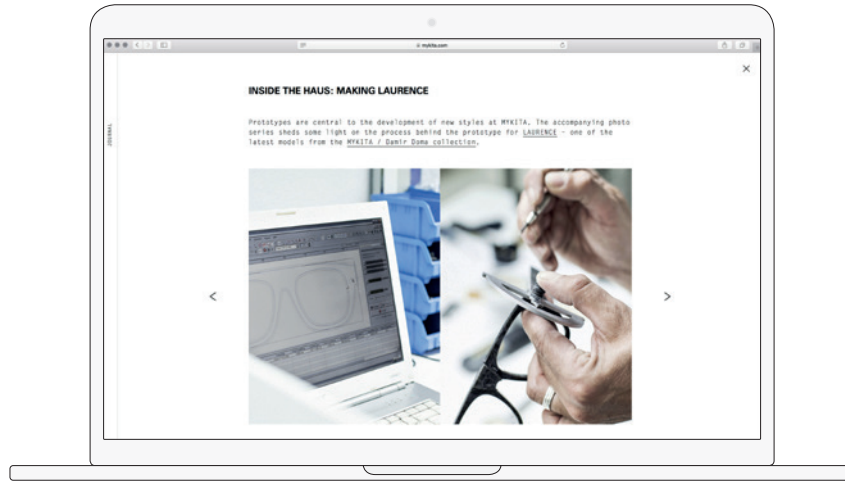 mykita.com
JOURNAL
INSIDE THE HAUS: MAKING LAURENCE
Prototypes are central to the development of new styles at MYKITA. The accompanying photo
series sheds some light on the process behind the prototype for LAURENCE – one of the
latest models from the MYKITA / Damir Doma collection.